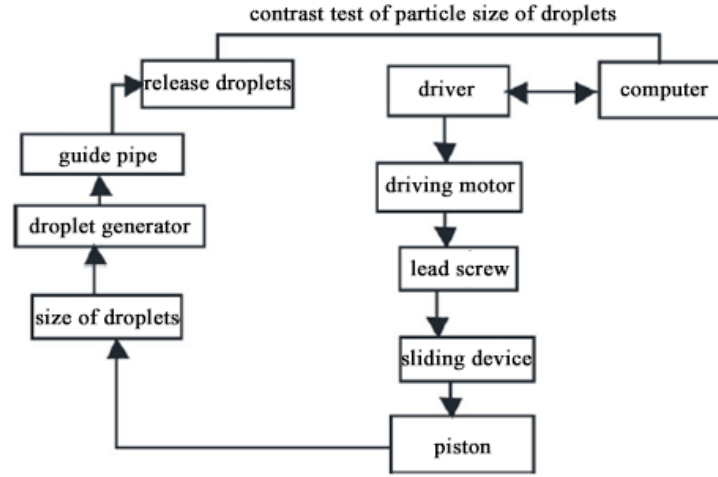 contrast test of particle size of droplets
release droplets
driver
computer
guide pipe
driving motor
droplet generator
lead screw
size of droplets
sliding device
piston